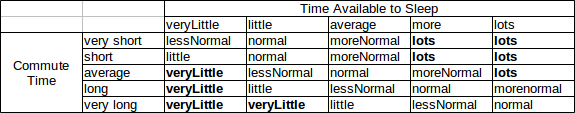 Time Available to Sleep
veryLittle little average more lots
very short lessNormal normal moreNormal lots lots
short little normal moreNormal lots lots
Commute Time average veryLittle lessNormal normal moreNormal lots
long veryLittle little lessNormal normal morenormal
very long veryLittle veryLittle little lessNormal normal